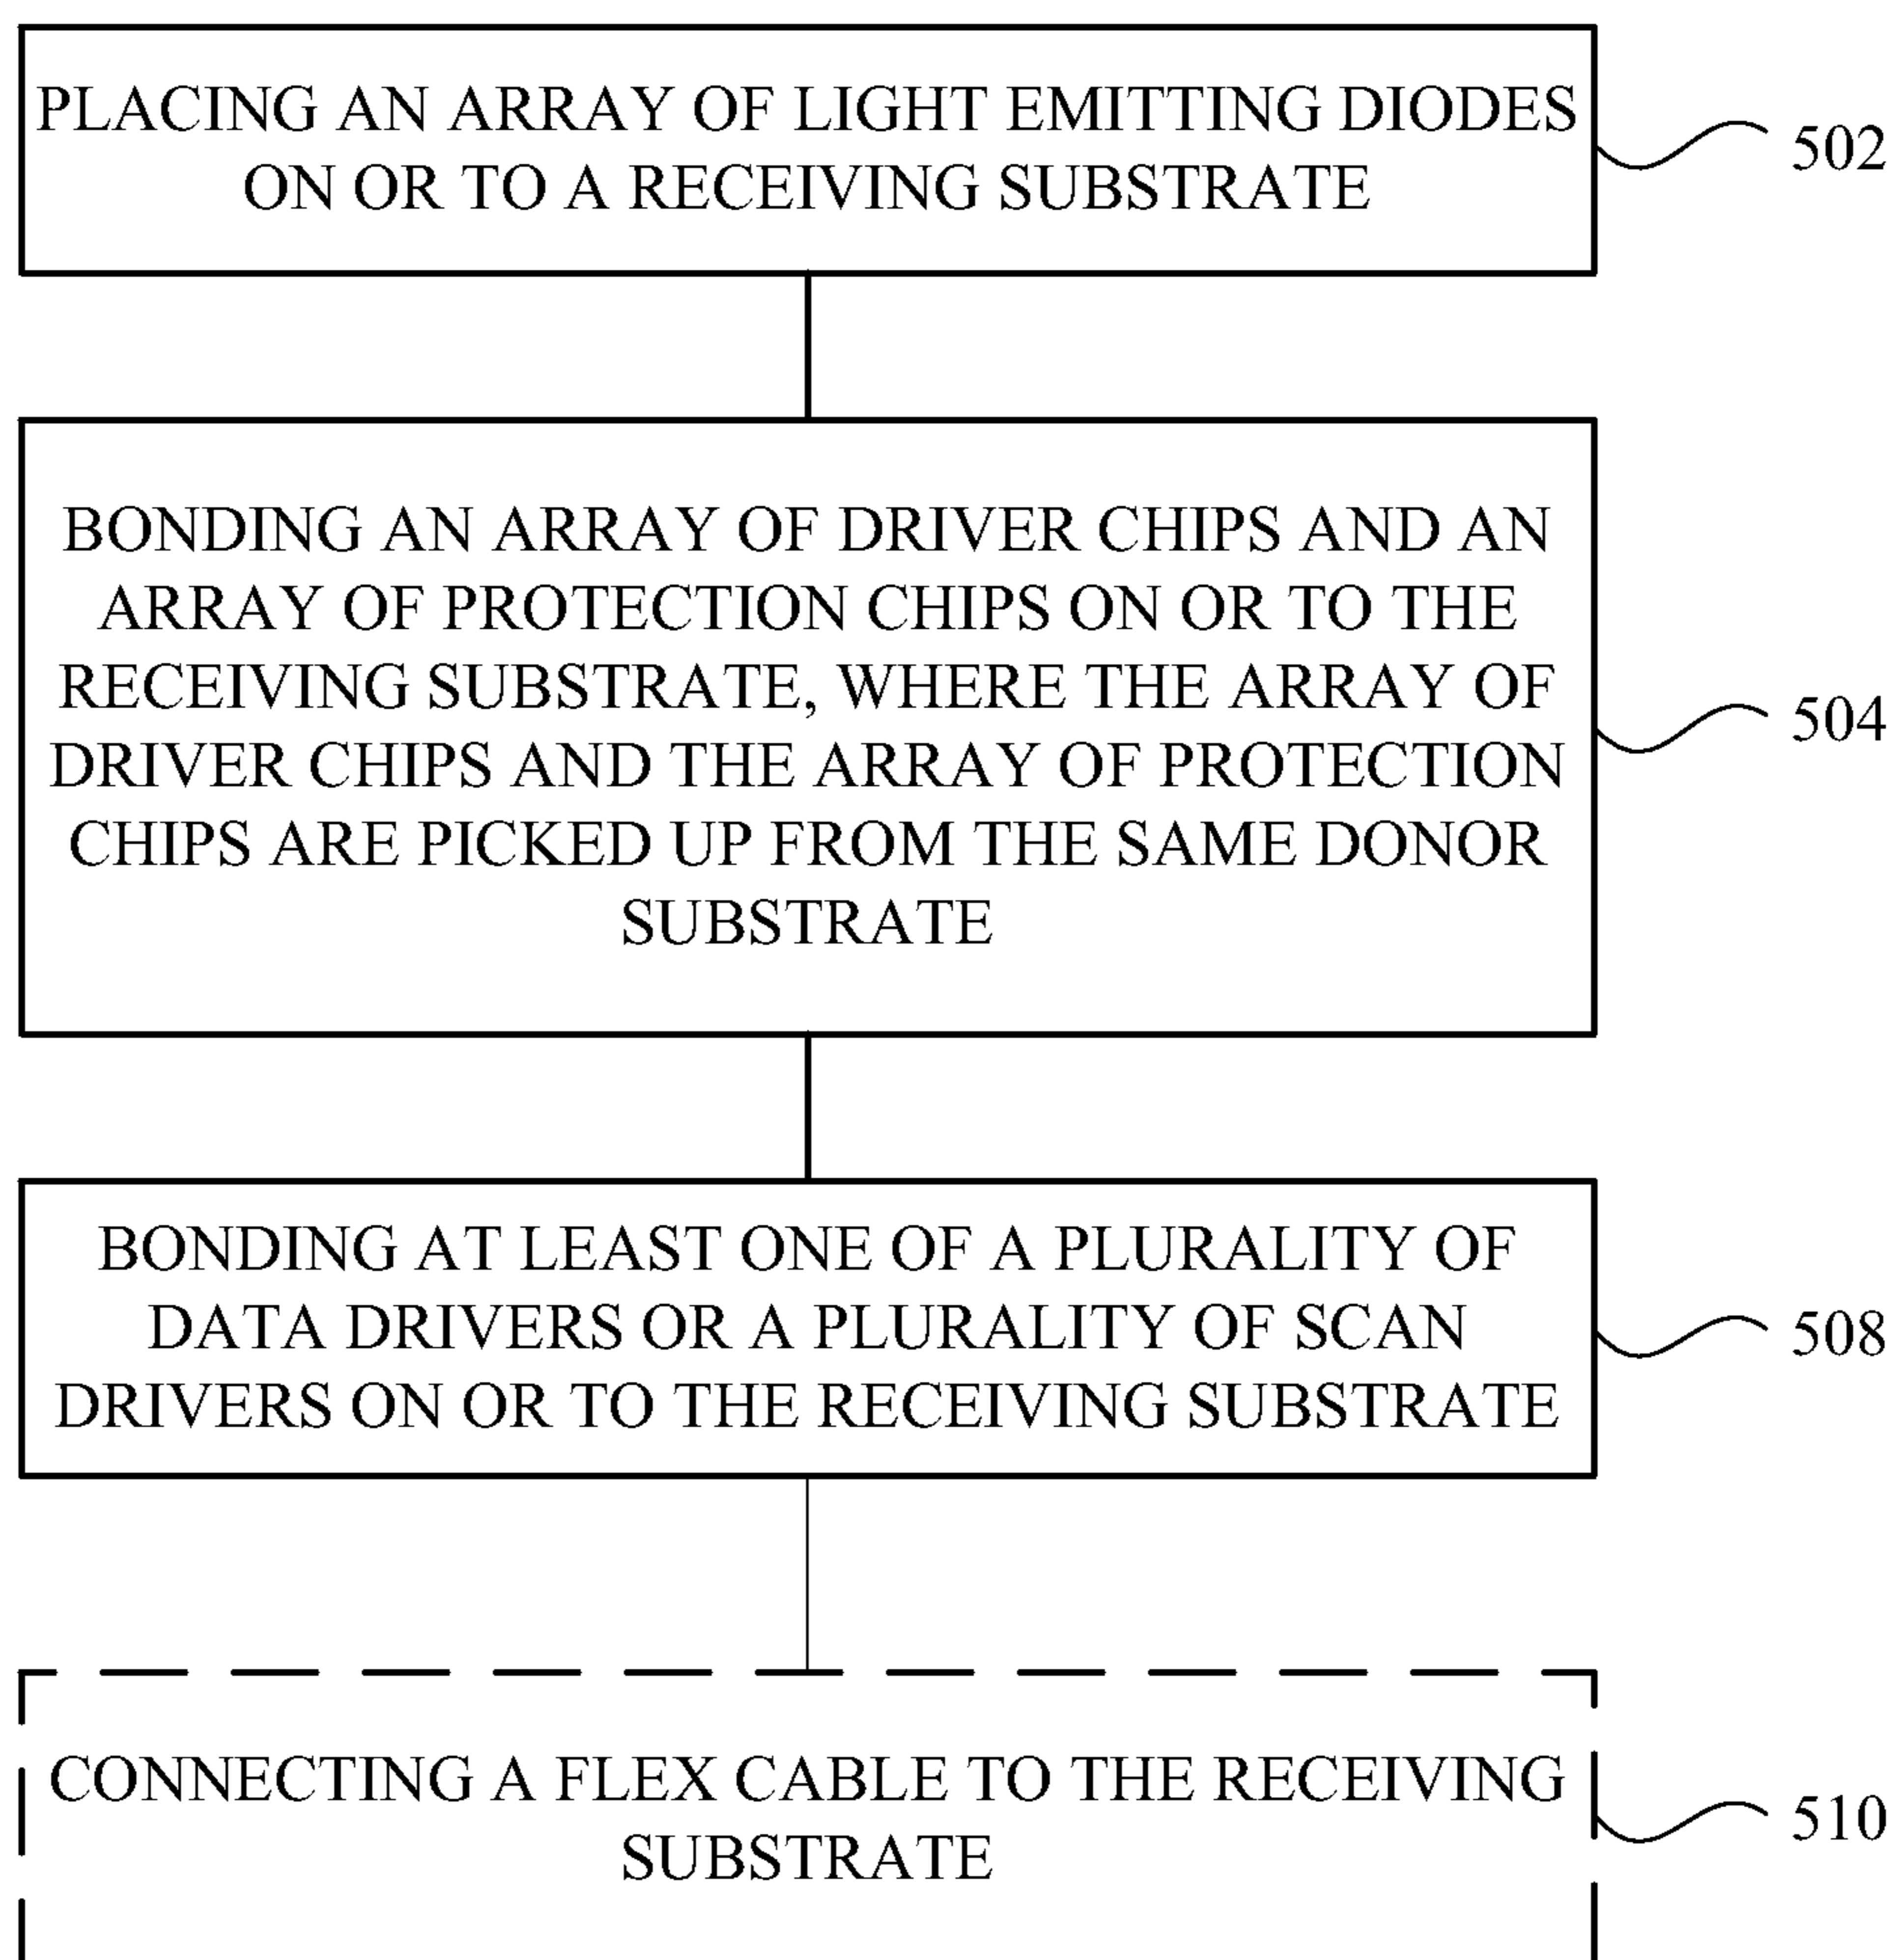 PLACING AN ARRAY OF LIGHT EMITTING DIODES
ON OR TO A RECEIVING SUBSTRATE
502
BONDING AN ARRAY OF DRIVER CHIPS AND AN
ARRAY OF PROTECTION CHIPS ON OR TO THE
RECEIVING SUBSTRATE, WHERE THE ARRAY OF
DRIVER CHIPS AND THE ARRAY OF PROTECTION
CHIPS ARE PICKED UP FROM THE SAME DONOR
SUBSTRATE
504
BONDING AT LEAST ONE OF A PLURALITY OF
DATA DRIVERS OR A PLURALITY OF SCAN
DRIVERS ON OR TO THE RECEIVING SUBSTRATE
508
CONNECTING A FLEX CABLE TO THE RECEIVING
SUBSTRATE
510